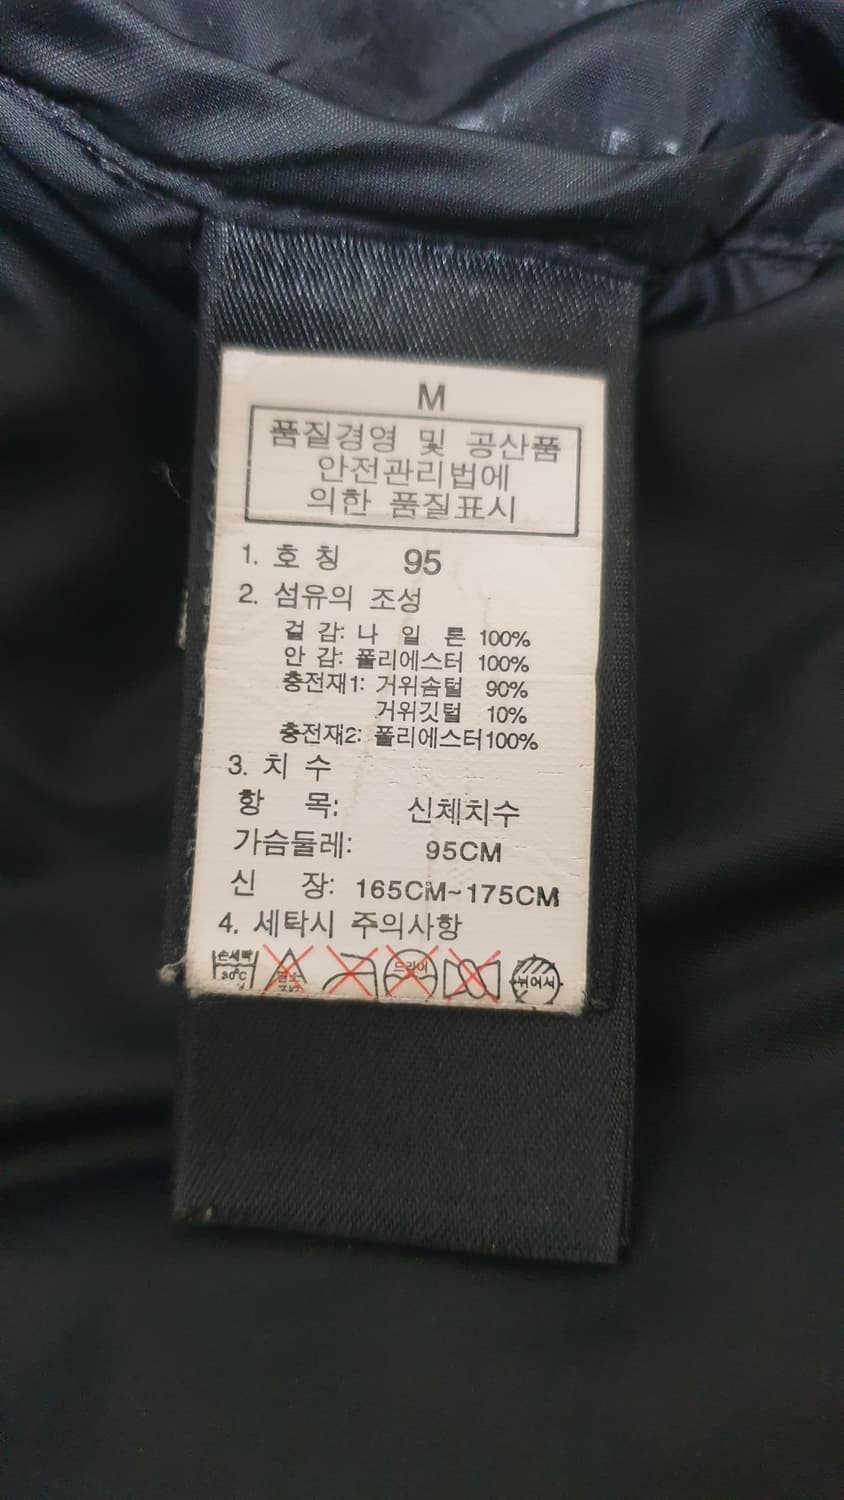 M
품질경영 및 공산품
안전관리법에
의한 품질표시
1. 호 칭 95
2. 섬유의 조성
겉 감: 나 일 론 100%
안 감: 폴리에스터 100%
충전재1: 거위솜털 90%
거위깃털 10%
충전재2: 폴리에스터100%
3. 치 수
항 목: 신체치수
가슴둘레: 95CM
신 장: 165CM~175CM
4. 세탁시 주의사항
손세탁 드라이
30°C 염소 뉘어서